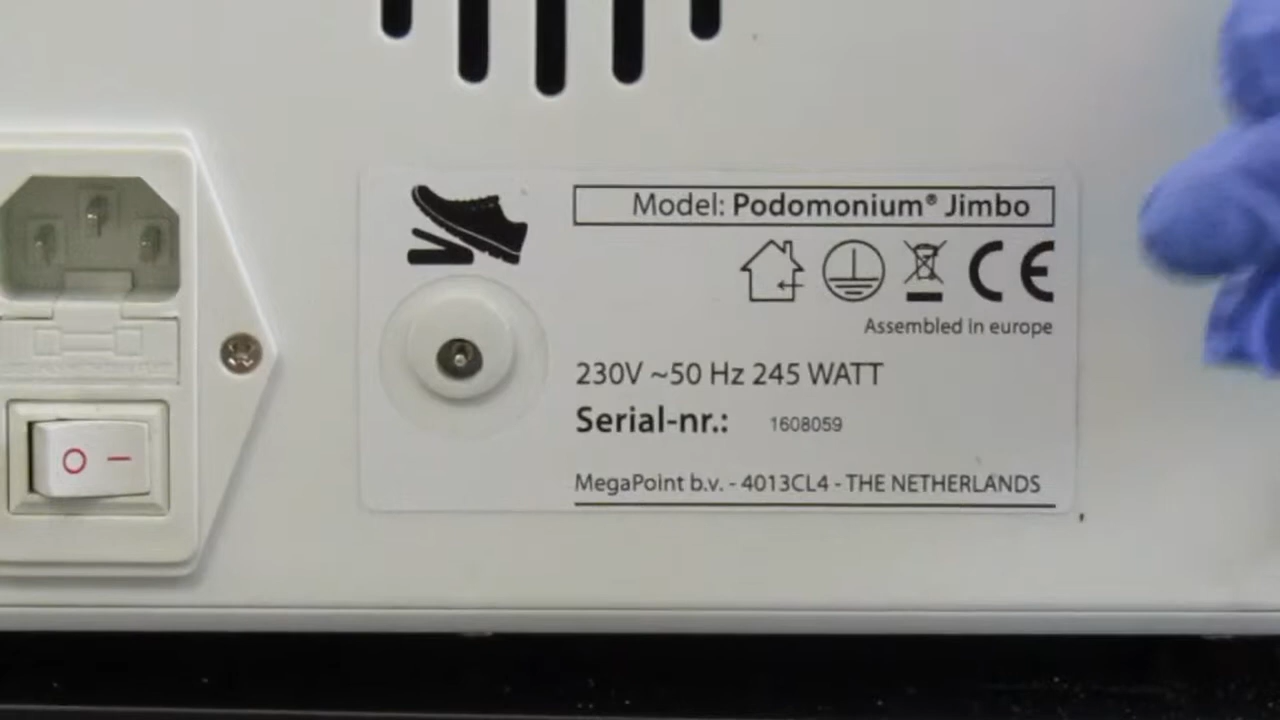 Model: Podomonium® Jimbo
CE
Assembled in europe
230V ~50 Hz 245 WATT
Serial-nr.: 1608059
MegaPoint b.v. - 4013CL4 - THE NETHERLANDS
O –